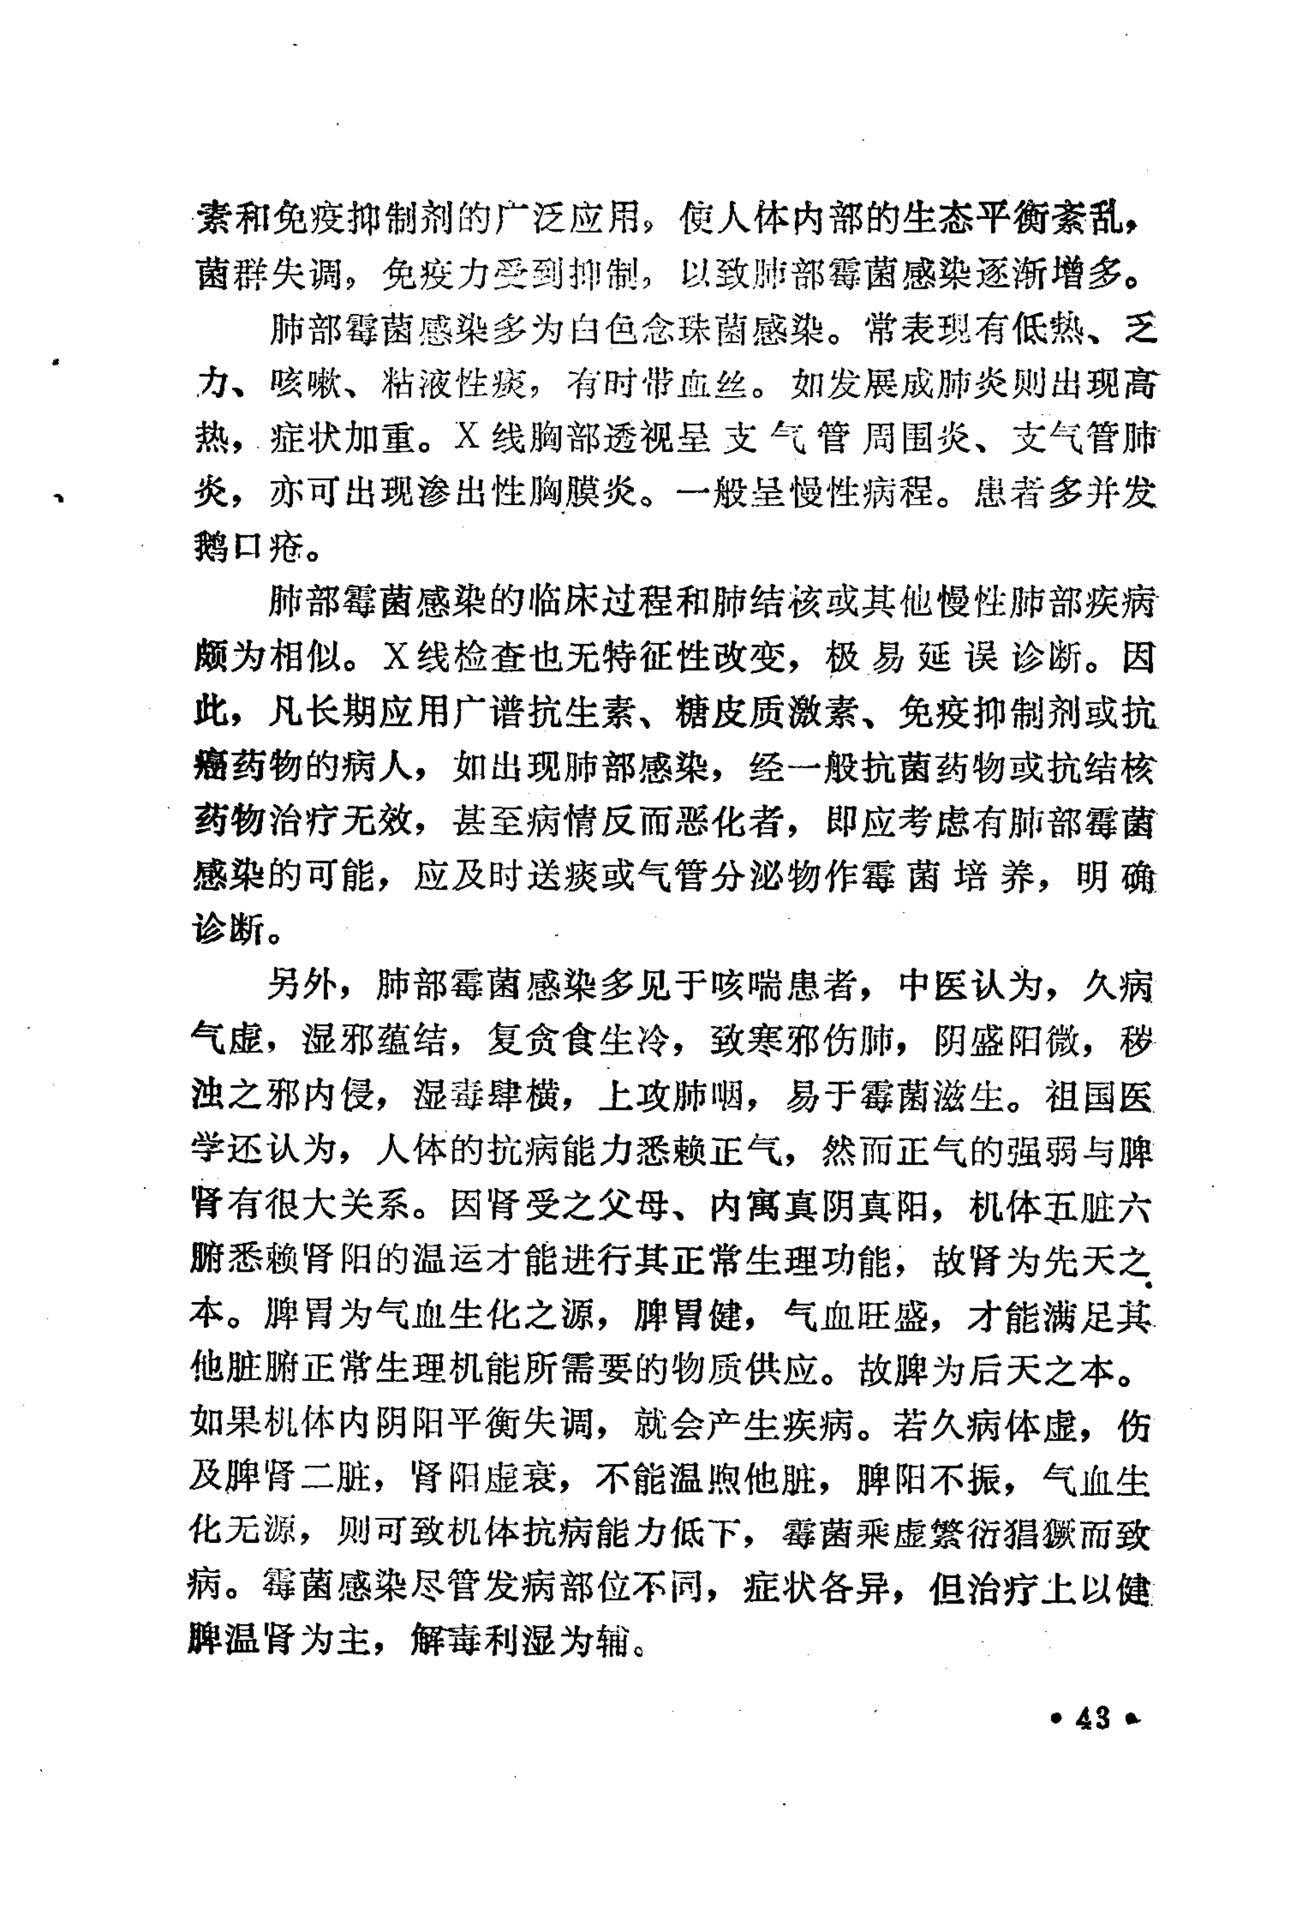 素和免疫抑制剂的广泛应用，使人体内部的生态平衡紊乱，
菌群失调，免疫力受到抑制，以致肺部霉菌感染逐渐增多。
肺部霉菌感染多为白色念珠菌感染。常表现有低热、乏
力、咳嗽、粘液性痰，有时带血丝。如发展成肺炎则出现高
热，症状加重。X线胸部透视呈支气管周围炎、支气管肺
炎，亦可出现渗出性胸膜炎。一般呈慢性病程。患者多并发
鹅口疮。
肺部霉菌感染的临床过程和肺结核或其他慢性肺部疾病
颇为相似。X线检查也无特征性改变，极易延误诊断。因
此，凡长期应用广谱抗生素、糖皮质激素、免疫抑制剂或抗
癌药物的病人，如出现肺部感染，经一般抗菌药物或抗结核
药物治疗无效，甚至病情反而恶化者，即应考虑有肺部霉菌
感染的可能，应及时送痰或气管分泌物作霉菌培养，明确
诊断。
另外，肺部霉菌感染多见于咳喘患者，中医认为，久病
气虚，湿邪蕴结，复贪食生冷，致寒邪伤肺，阴盛阳微，秽
浊之邪内侵，湿毒肆横，上攻肺咽，易于霉菌滋生。祖国医
学还认为，人体的抗病能力悉赖正气，然而正气的强弱与脾
肾有很大关系。因肾受之父母、内寓真阴真阳，机体五脏六
腑悉赖肾阳的温运才能进行其正常生理功能，故肾为先天之
本。脾胃为气血生化之源，脾胃健，气血旺盛，才能满足其
他脏腑正常生理机能所需要的物质供应。故脾为后天之本。
如果机体内阴阳平衡失调，就会产生疾病。若久病体虚，伤
及脾肾二脏，肾阳虚衰，不能温煦他脏，脾阳不振，气血生
化无源，则可致机体抗病能力低下，霉菌乘虚繁衍猖獗而致
病。霉菌感染尽管发病部位不同，症状各异，但治疗上以健
脾温肾为主，解毒利湿为辅。
• 43 •